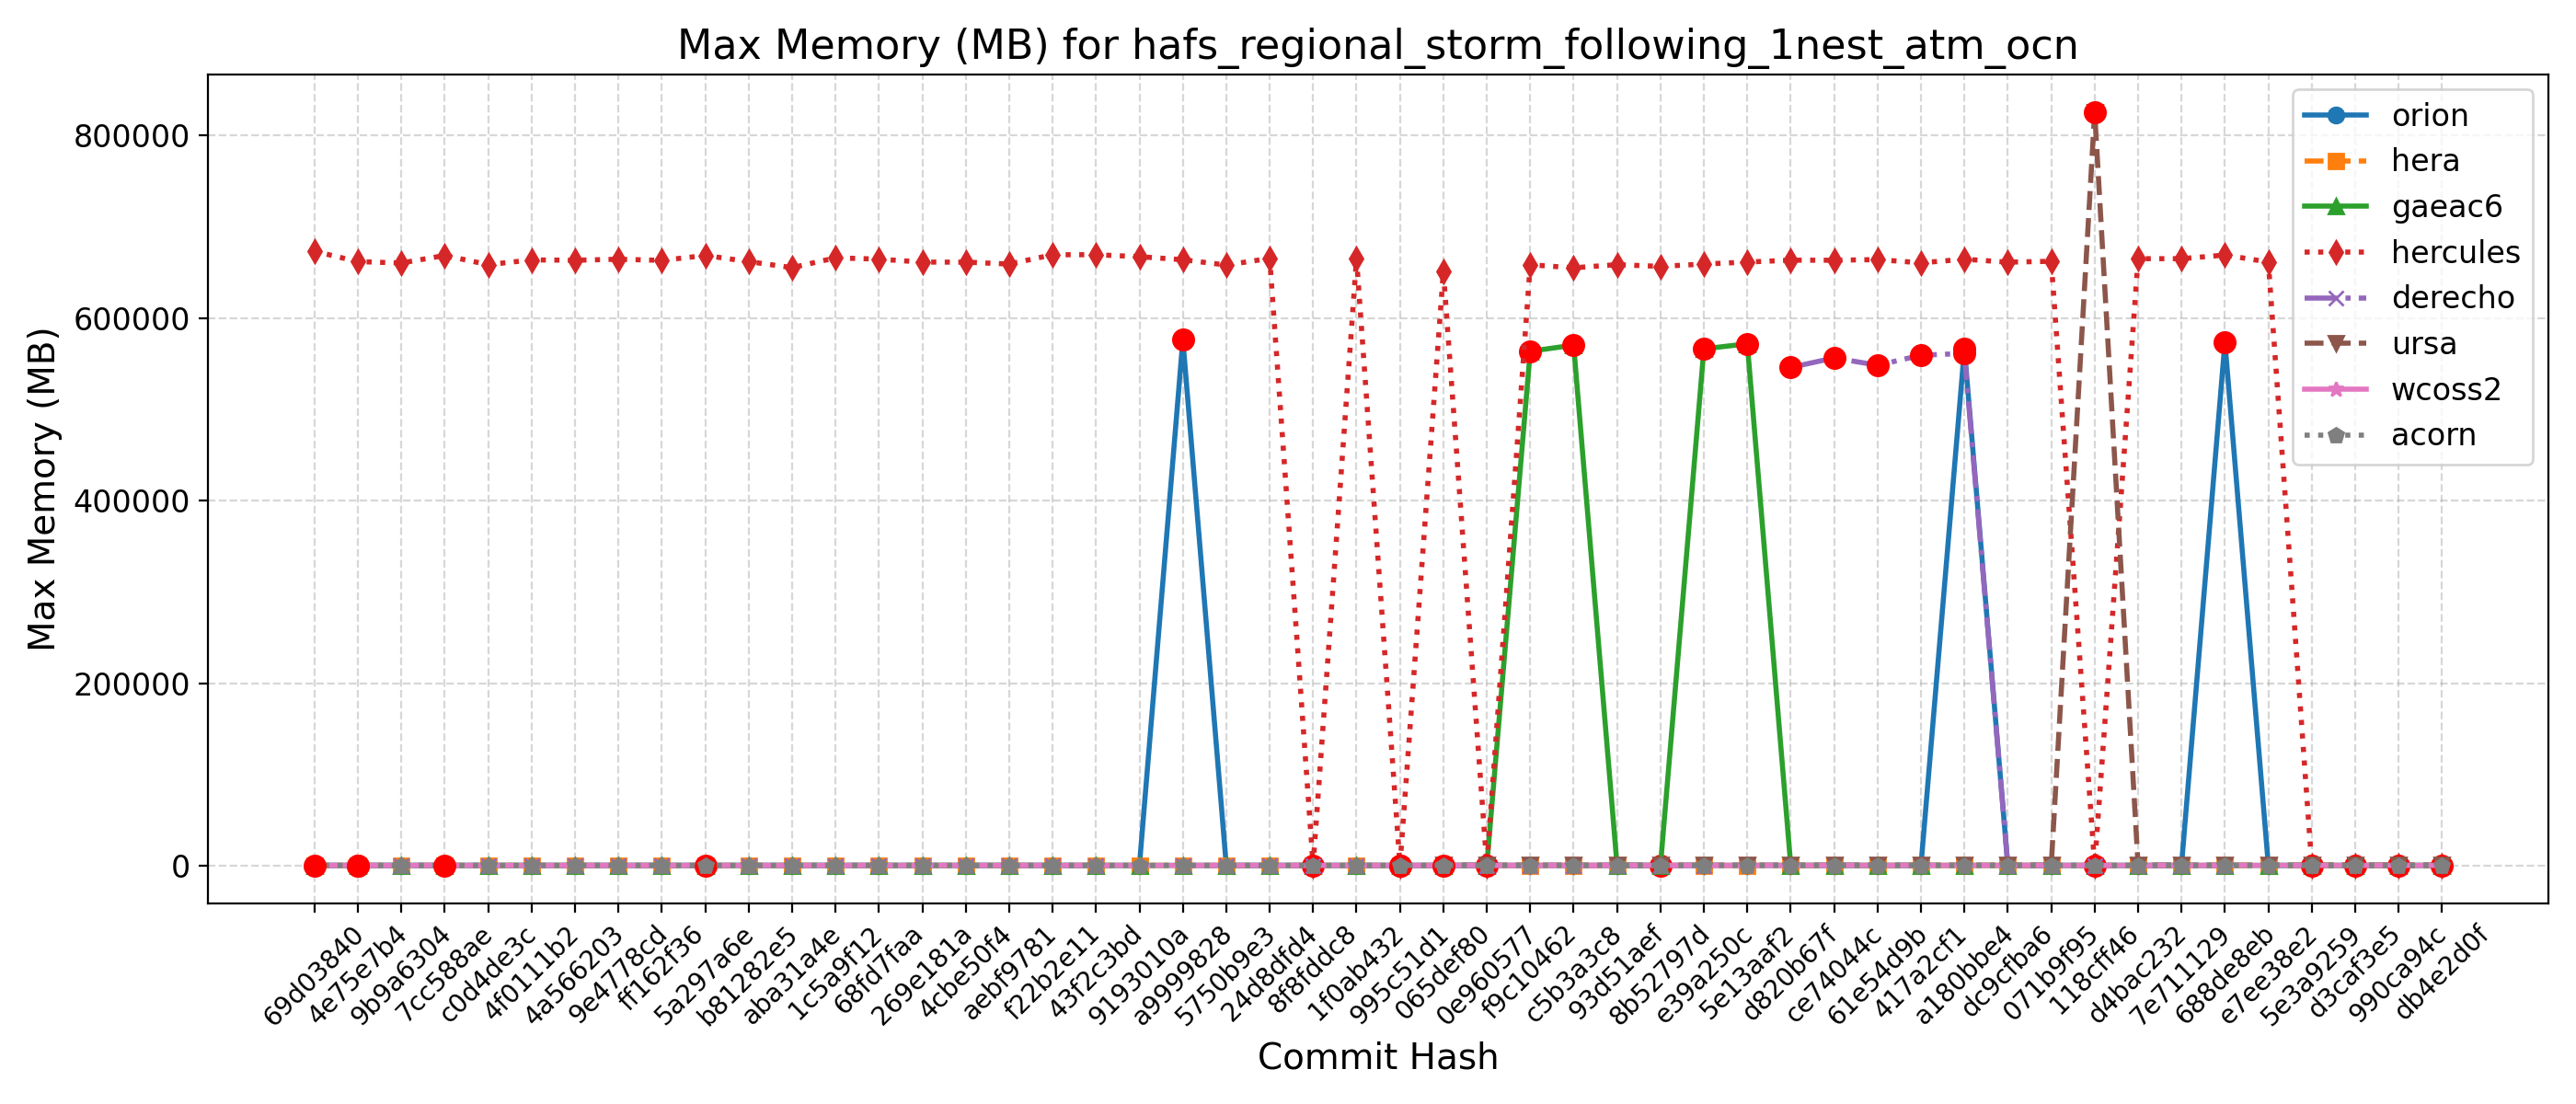 Max Memory (MB) for hafs_regional_storm_following_1nest_atm_ocn
Max Memory (MB)
800000
600000
400000
200000
0
orion
hera
gaeac6
hercules
derecho
ursa
wcoss2
acorn
69d03840
4e75e7b4
9b9a6304
7cc588ae
c0d4de3c
4f0111b2
4a566203
9e4778cd
ff162f36
5a297a6e
b81282e5
aba31a4e
1c5a9f12
68fd7faa
269e181a
4cbe50f4
aebf9781
f22b2e11
43f2c3bd
9193010a
a9999828
5750b9e3
24d8dfd4
8f8fddc8
1f0ab432
995c51d1
065def80
0e960577
f9c10462
c5b3a3c8
93d51aef
8b52797d
e39a250c
5e13aaf2
d820b67f
ce74044c
61e54d9b
417a2cf1
a180bbe4
dc9cfba6
071b9f95
118cff46
d4bac232
7e711129
688de8eb
e7ee38e2
5e3a9259
d3caf3e5
990ca94c
db4e2d0f
Commit Hash